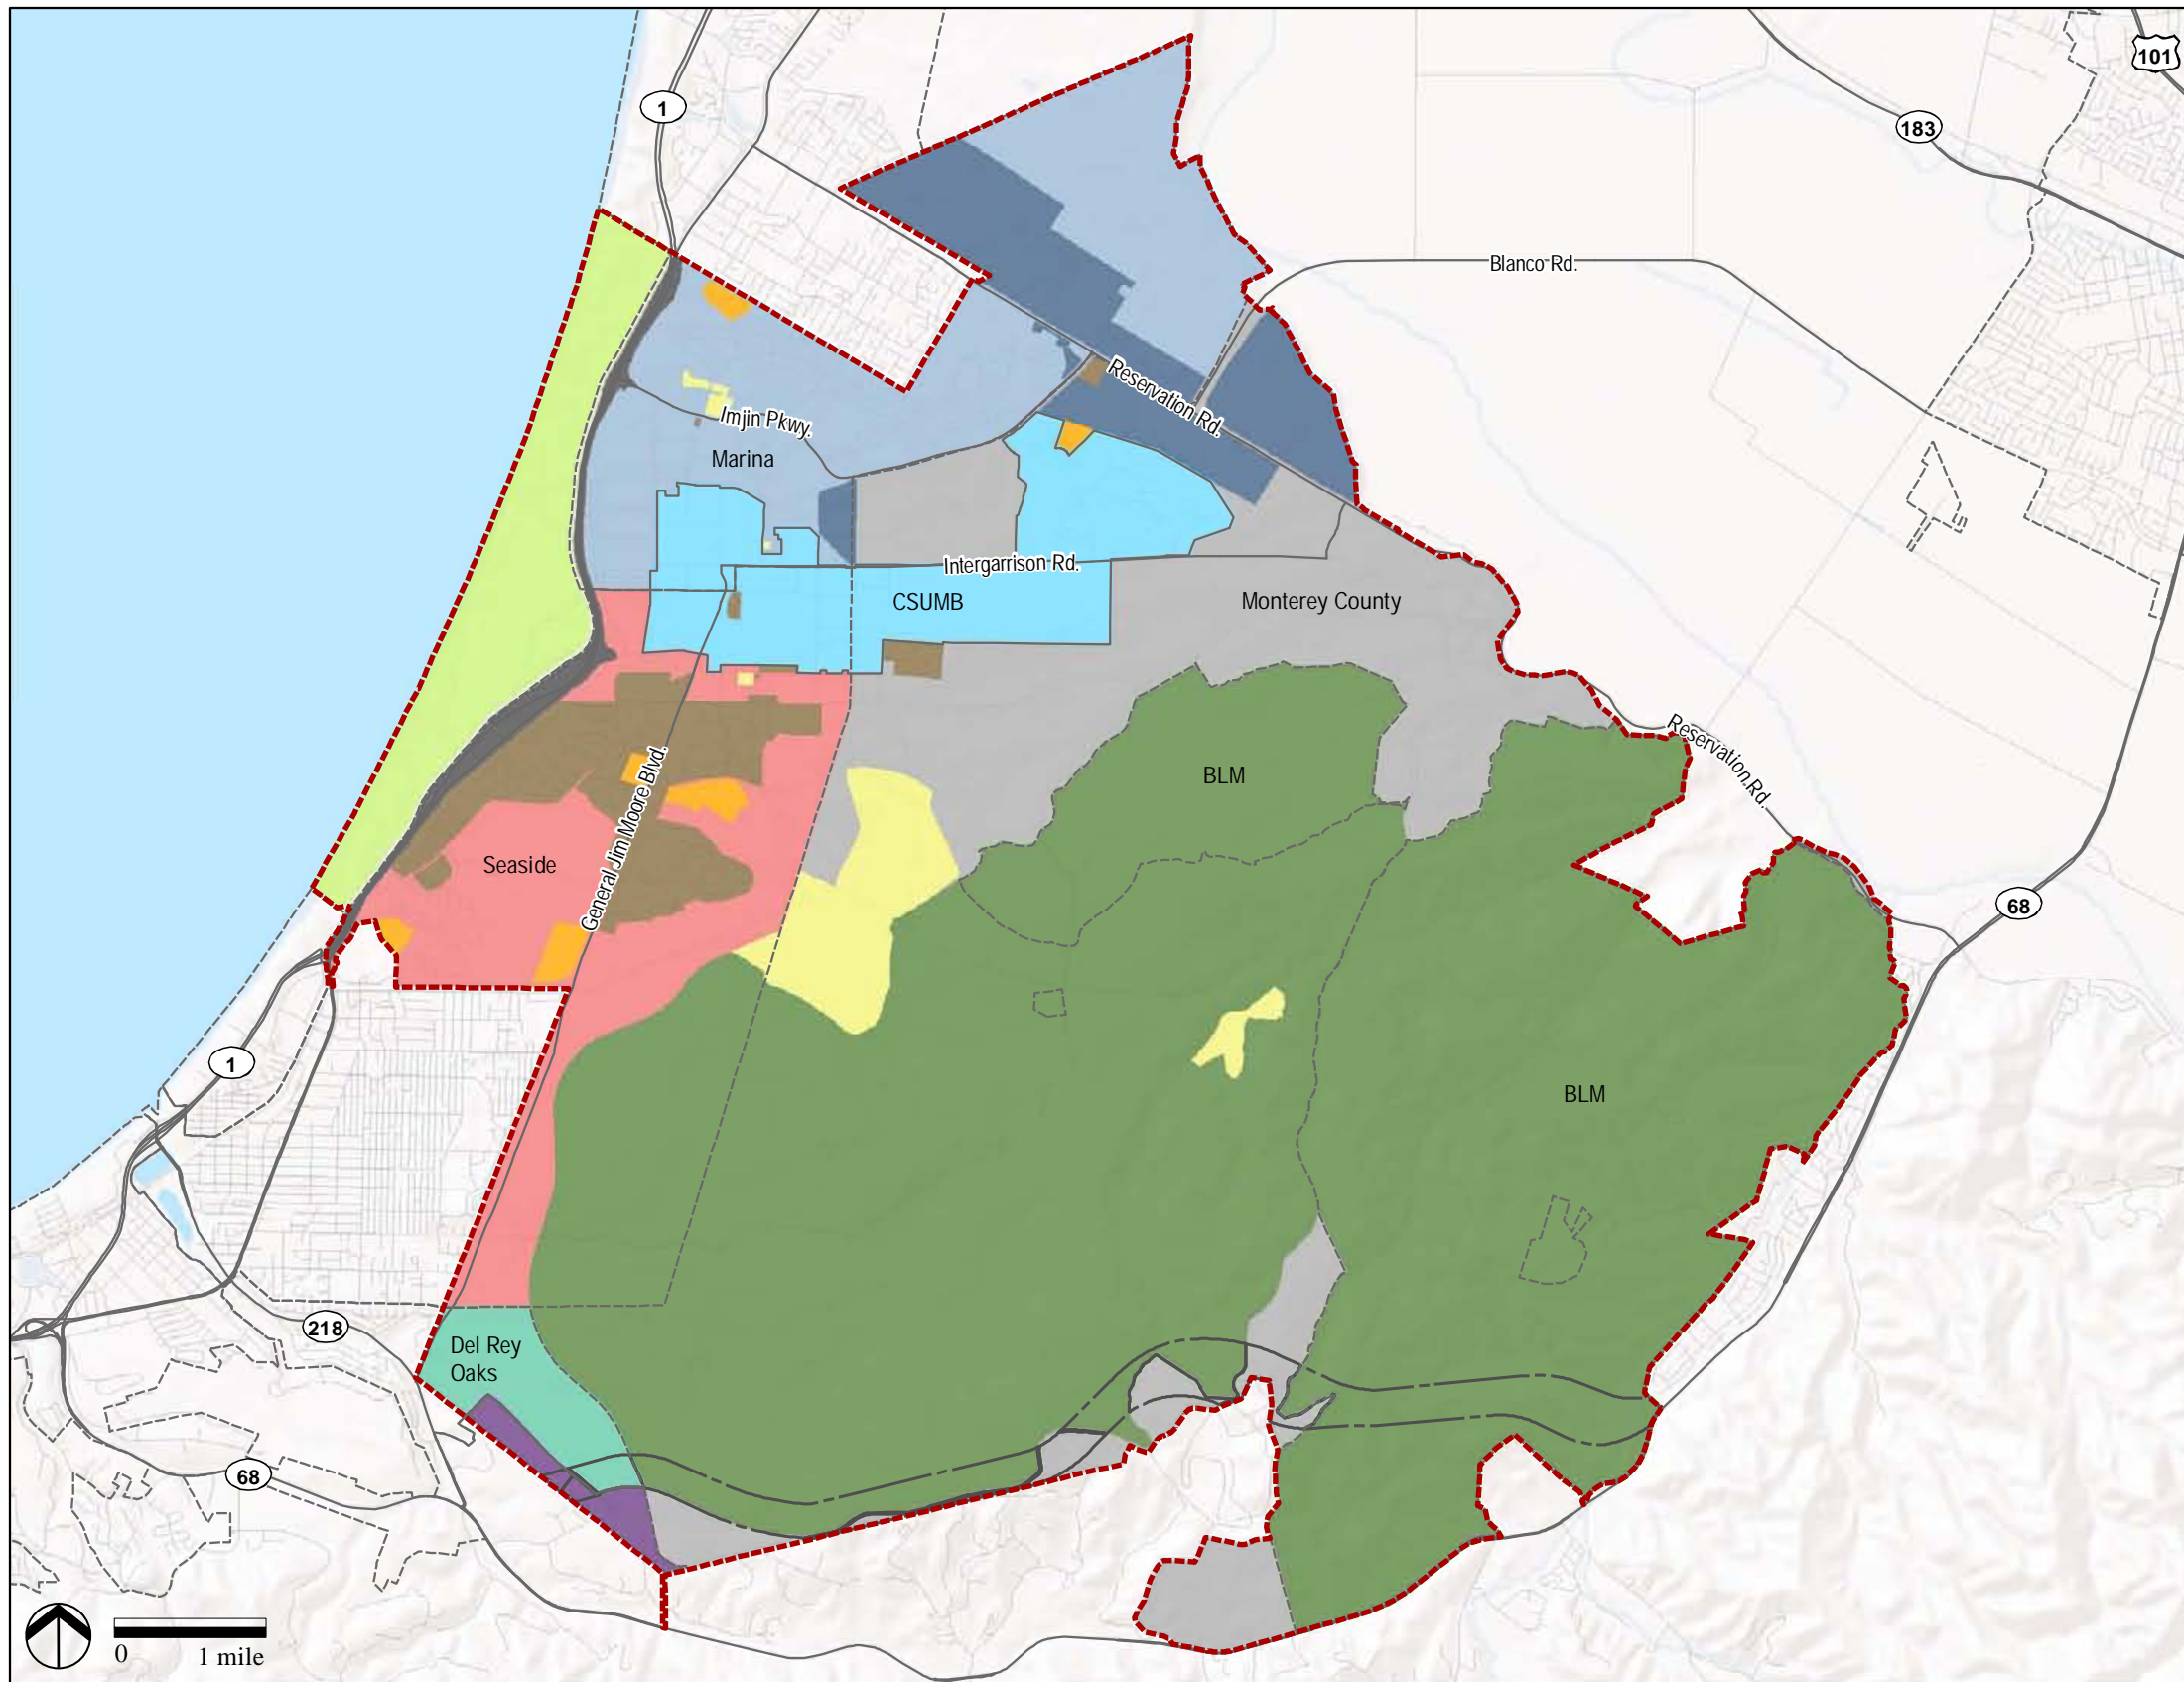 101
1
183
Blanco Rd.
Reservation Rd.
Imjin Pkwy.
Marina
Intergarrison Rd.
CSUMB
Monterey County
Reservation Rd.
BLM
General Jim Moore Blvd.
Seaside
68
1
BLM
218
Del Rey
Oaks
68
0
1 mile